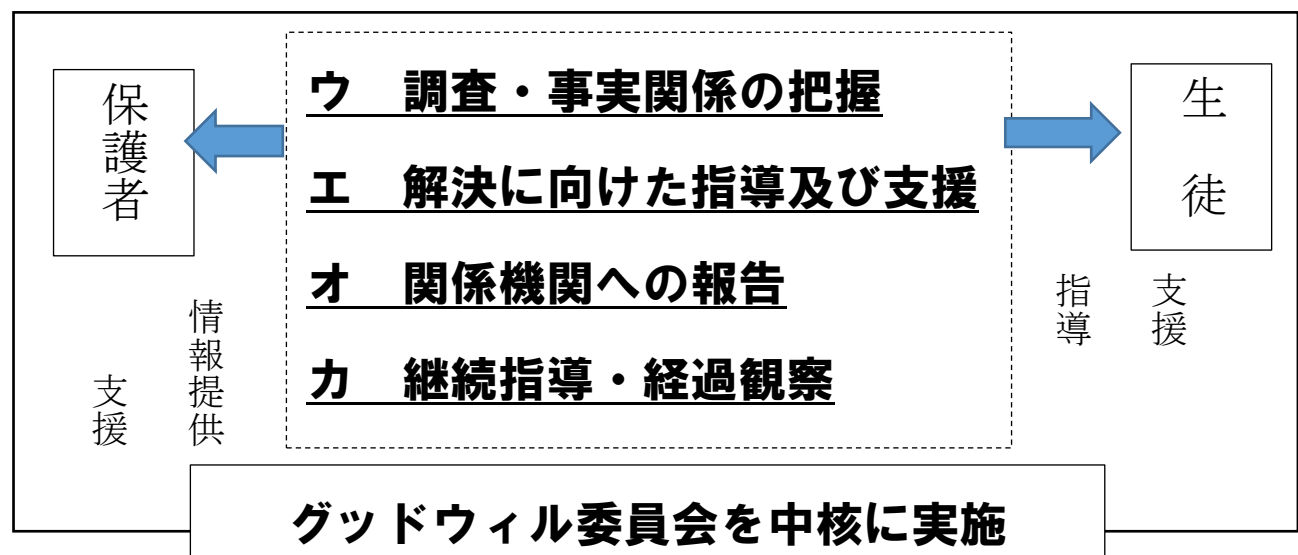 保護者
ウ　調査・事実関係の把握
エ　解決に向けた指導及び支援
オ　関係機関への報告
カ　継続指導・経過観察
生徒
支援
指導
情報提供
支援
グッドウィル委員会を中核に実施